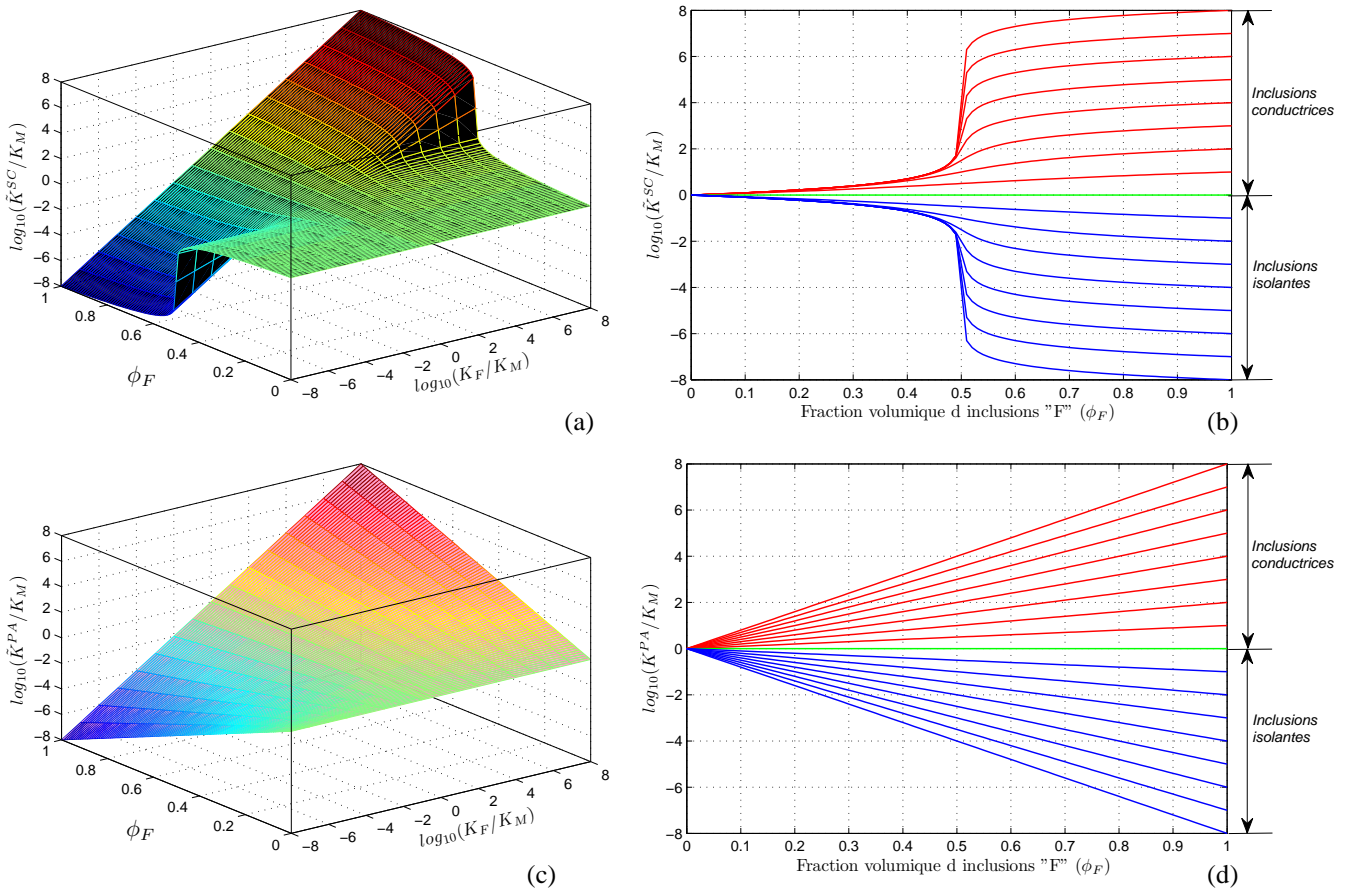 8
6
4
2
0
−2
−4
−6
−8
log10(K̃^SC/K_M)
1
0.8
0.6
0.4
0.2
0
ϕ_F
−8
−6
−4
−2
0
2
4
6
8
log10(K_F/K_M)
(a)
8
6
4
2
0
−2
−4
−6
−8
log10(K̃^SC/K_M)
0 0.1 0.2 0.3 0.4 0.5 0.6 0.7 0.8 0.9 1
Fraction volumique d inclusions "F" (ϕ_F)
Inclusions
conductrices
Inclusions
isolantes
(b)
8
6
4
2
0
−2
−4
−6
−8
log10(K̃^PA/K_M)
1
0.8
0.6
0.4
0.2
0
ϕ_F
−8
−6
−4
−2
0
2
4
6
8
log10(K_F/K_M)
(c)
8
6
4
2
0
−2
−4
−6
−8
log10(K̃^PA/K_M)
0 0.1 0.2 0.3 0.4 0.5 0.6 0.7 0.8 0.9 1
Fraction volumique d inclusions "F" (ϕ_F)
Inclusions
conductrices
Inclusions
isolantes
(d)